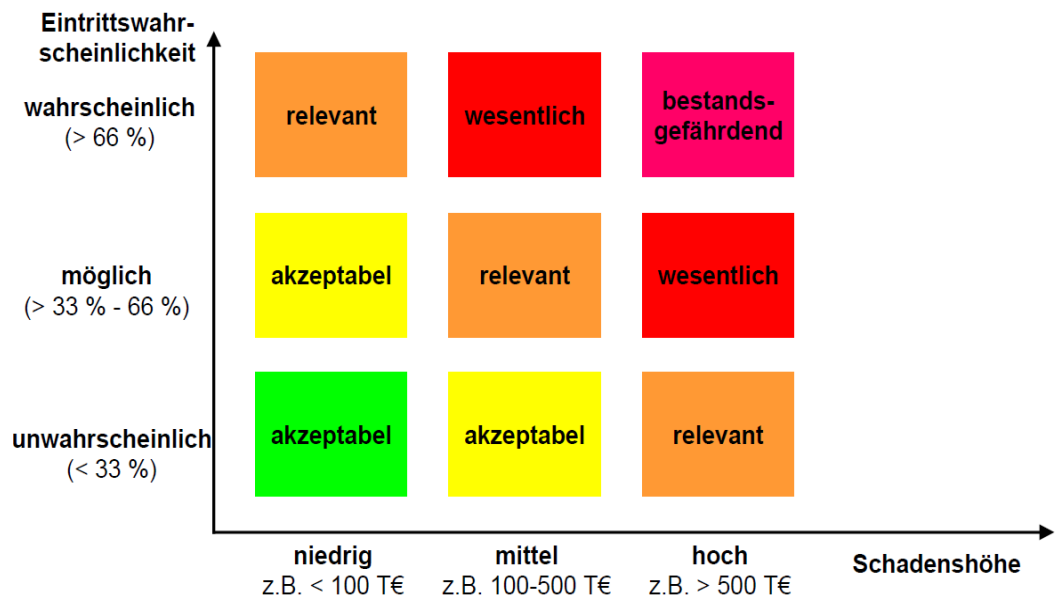 Eintrittswahr-
scheinlichkeit
wahrscheinlich
(> 66 %)
relevant
wesentlich
bestands-
gefährdend
möglich
(> 33 % - 66 %)
akzeptabel
relevant
wesentlich
unwahrscheinlich
(< 33 %)
akzeptabel
akzeptabel
relevant
niedrig
z.B. < 100 T€
mittel
z.B. 100-500 T€
hoch
z.B. > 500 T€
Schadenshöhe